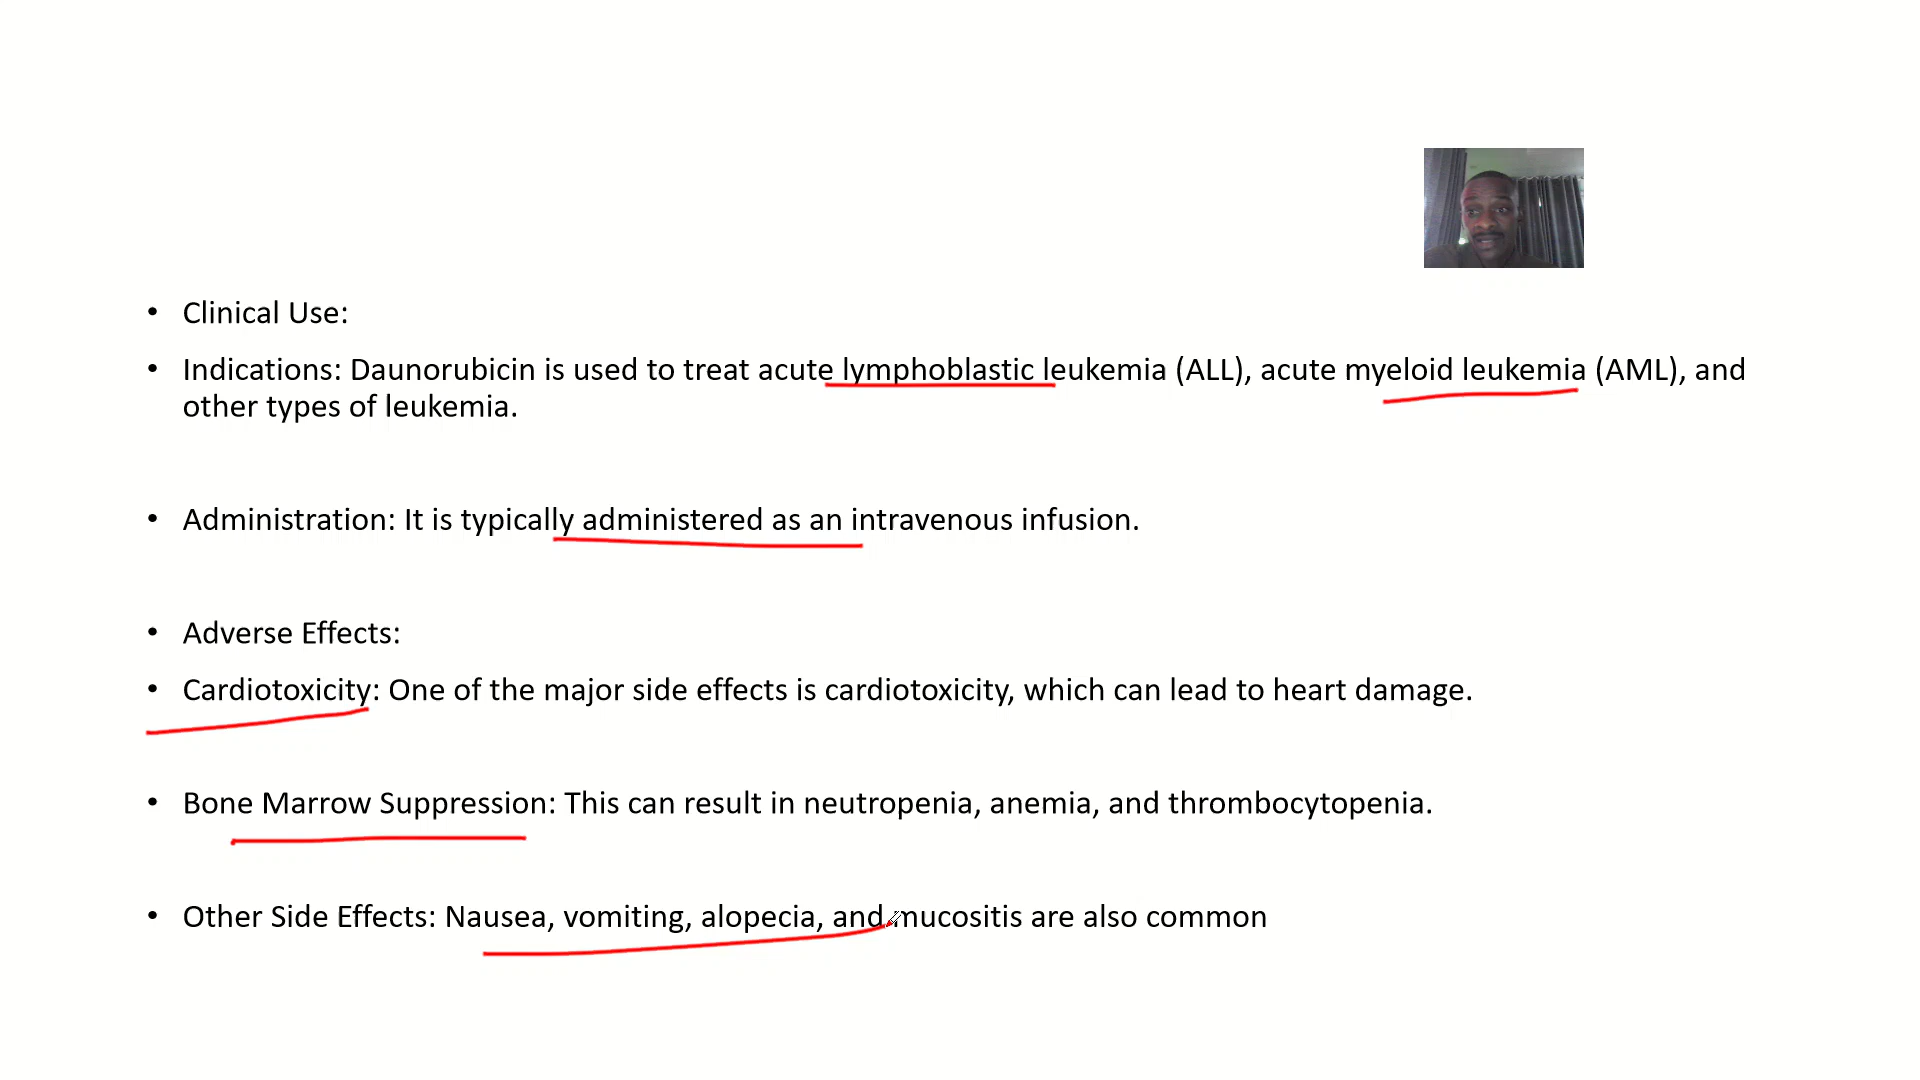 • Clinical Use:
• Indications: Daunorubicin is used to treat acute lymphoblastic leukemia (ALL), acute myeloid leukemia (AML), and
other types of leukemia.
• Administration: It is typically administered as an intravenous infusion.
• Adverse Effects:
• Cardiotoxicity: One of the major side effects is cardiotoxicity, which can lead to heart damage.
• Bone Marrow Suppression: This can result in neutropenia, anemia, and thrombocytopenia.
• Other Side Effects: Nausea, vomiting, alopecia, and mucositis are also common